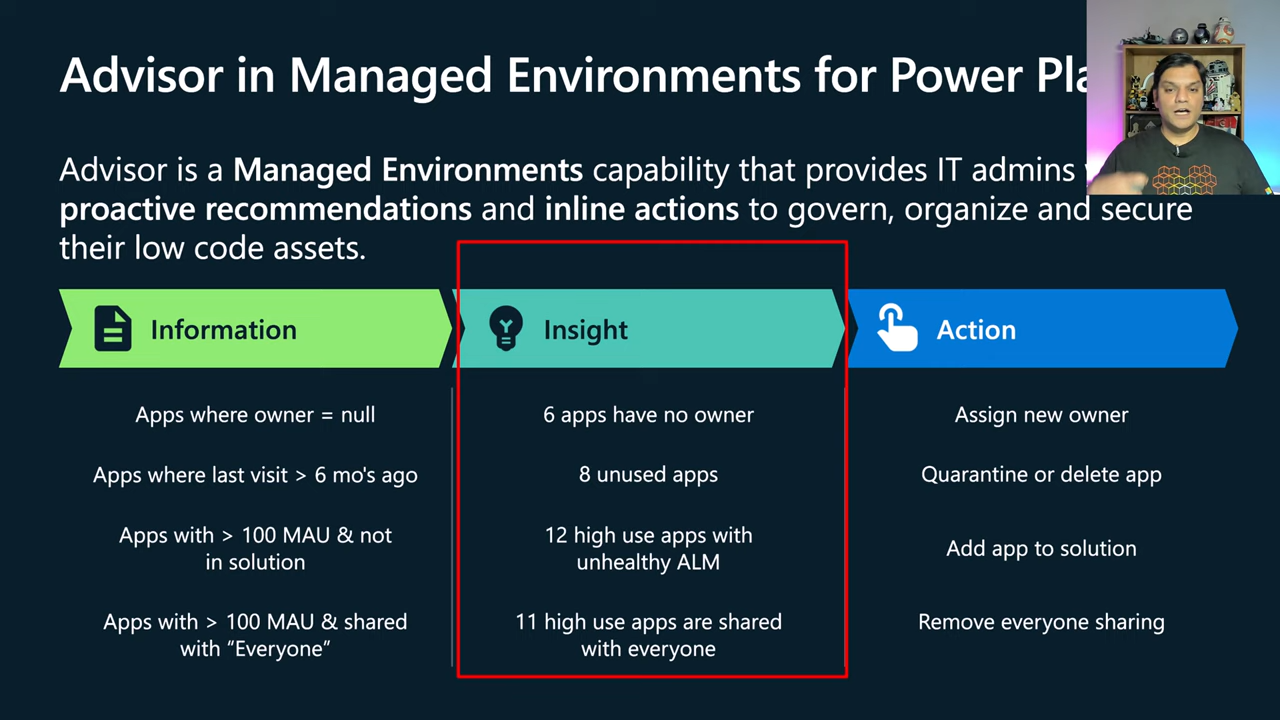 Advisor in Managed Environments for Power
Advisor is a Managed Environments capability that provides IT admins
proactive recommendations and inline actions to govern, organize and secure
their low code assets.
Information
Insight
Action
Apps where owner = null
6 apps have no owner
Assign new owner
Apps where last visit > 6 mo's ago
8 unused apps
Quarantine or delete app
Apps with > 100 MAU & not
in solution
12 high use apps with
unhealthy ALM
Add app to solution
Apps with > 100 MAU & shared
with “Everyone”
11 high use apps are shared
with everyone
Remove everyone sharing